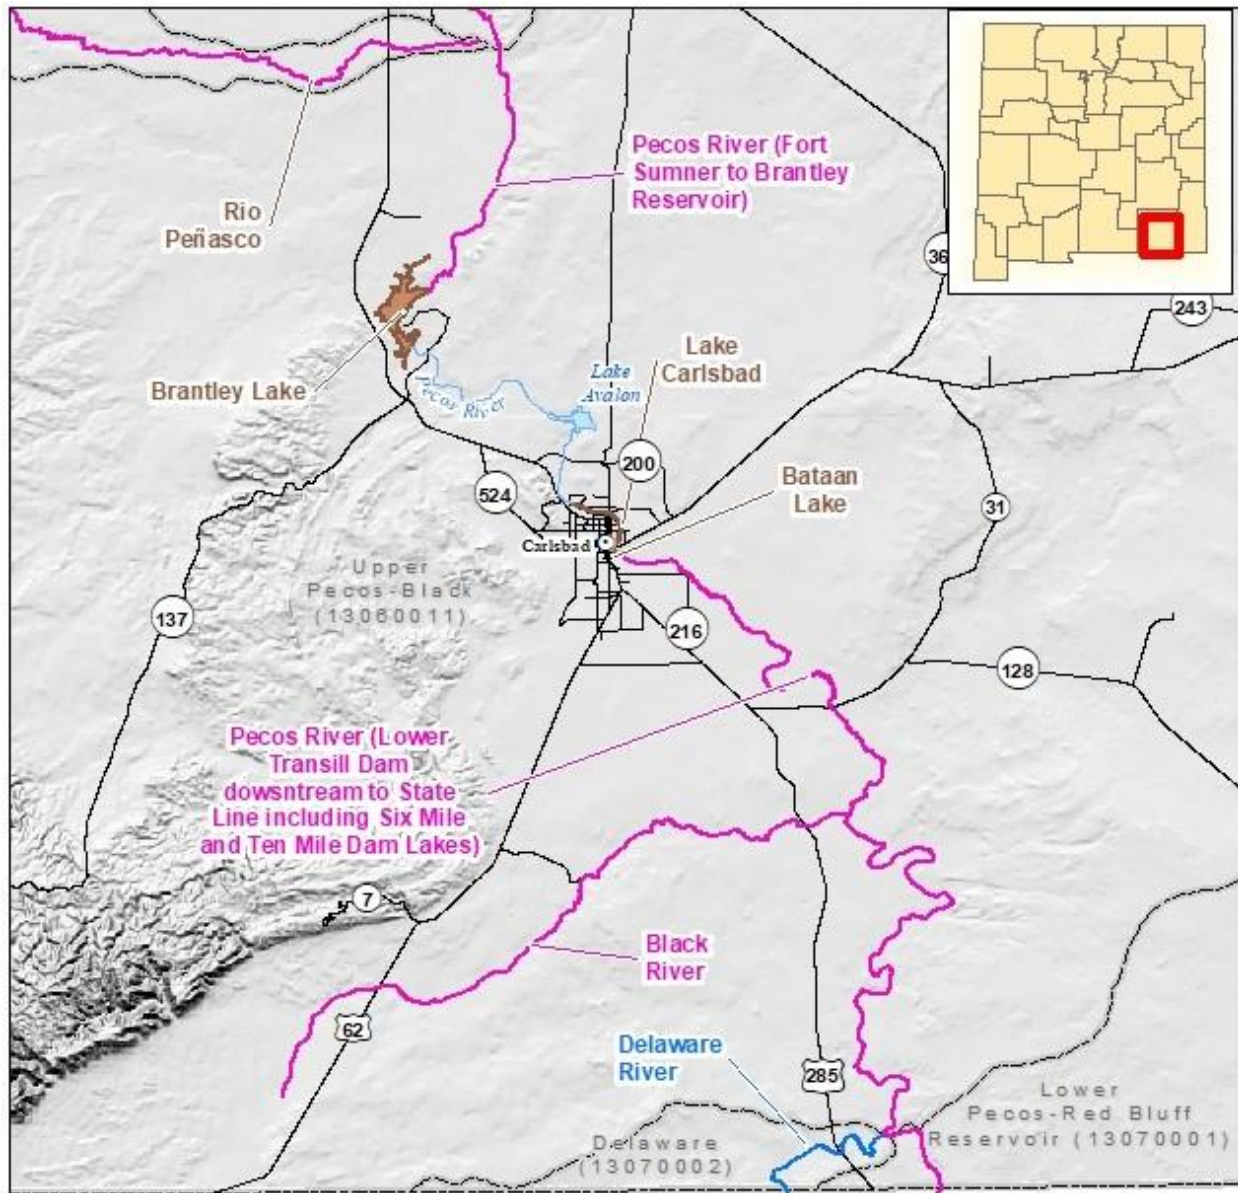 Pecos River (Fort
Sumner to Brantley
Reservoir)
Rio
Peñasco
243
Brantley Lake
Pecos River
Lake
Avalon
Lake
Carlsbad
200
524
Bataan
Lake
31
Carlsbad
Upper
Pecos-Black
(13060011)
137
216
128
Pecos River (Lower
Transill Dam
dowsntream to State
Line including Six Mile
and Ten Mile Dam Lakes)
7
Black
River
62
Delaware
River
285
Lower
Pecos-Red Bluff
Reservoir (13070001)
Delaware
(13070002)